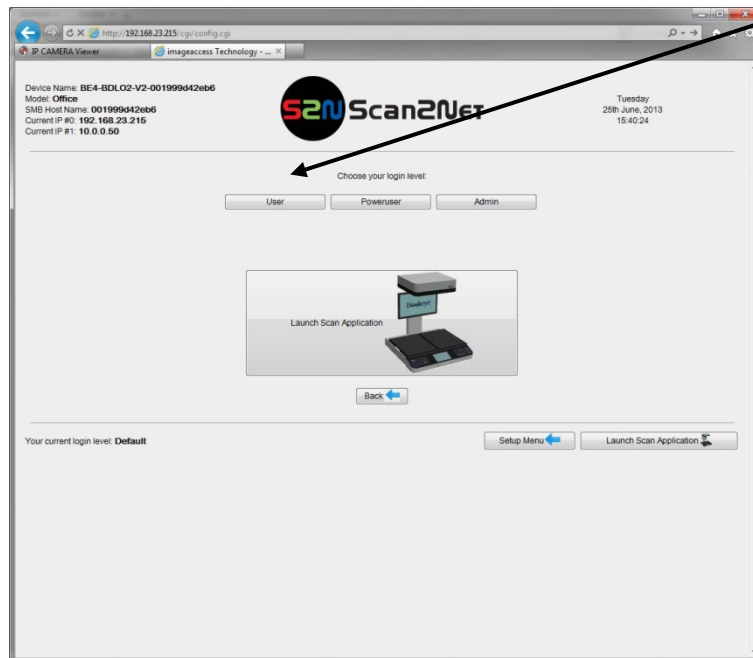 http://192.168.23.215/cgi/config.cgi
IP CAMERA Viewer
imageaccess Technology - ...
Device Name: BE4-BDLO2-V2-001999d42eb6
Model: Office
SMB Host Name: 001999d42eb6
Current IP #0: 192.168.23.215
Current IP #1: 10.0.0.50
S2N Scan2Net
Tuesday
25th June, 2013
15:40:24
Choose your login level:
User Poweruser Admin
Launch Scan Application
Bookeye
Back
Your current login level: Default
Setup Menu
Launch Scan Application